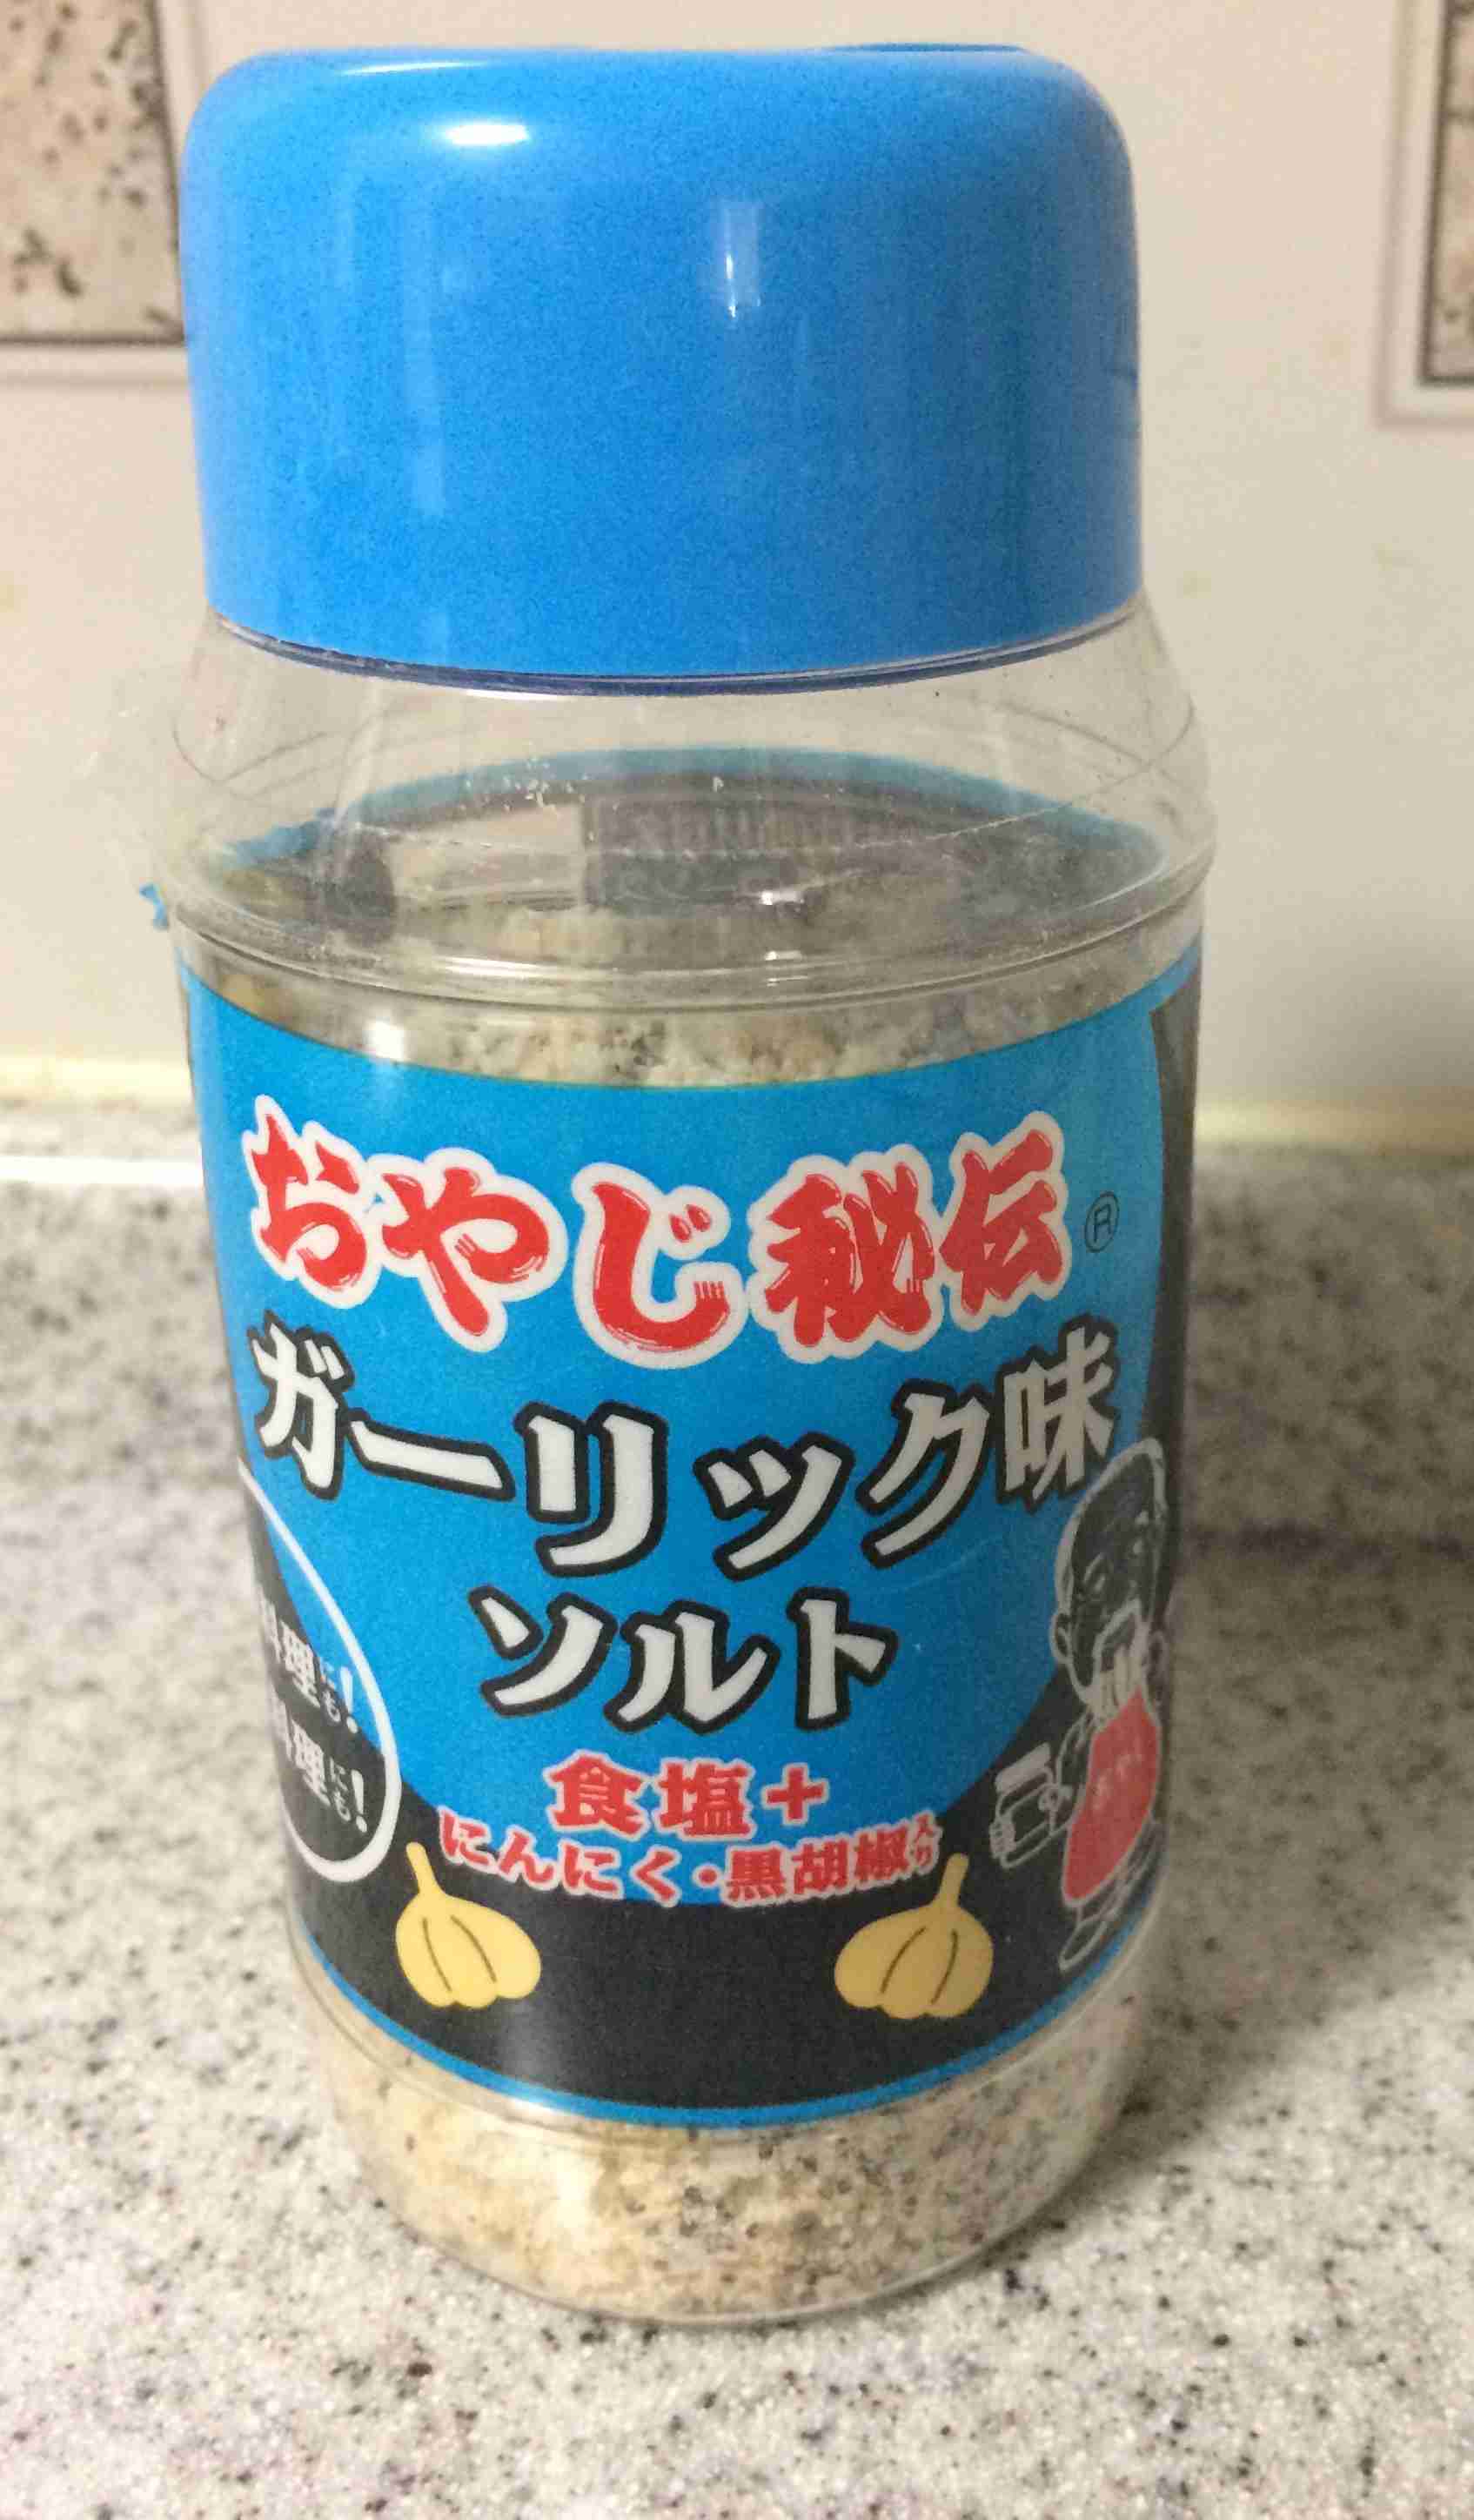 おやじ秘伝®
ガーリック味
ソルト
食塩+
にんにく・黒胡椒入り
料理にも!
料理にも!